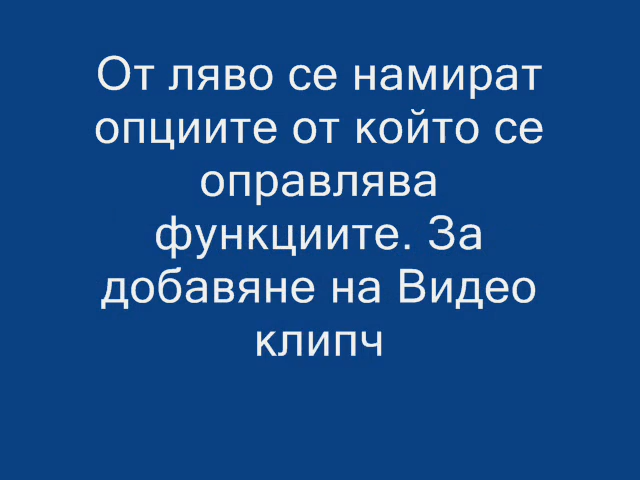 От ляво се намират
опциите от който се
оправлява
функциите. За
добавяне на Видео
клипч